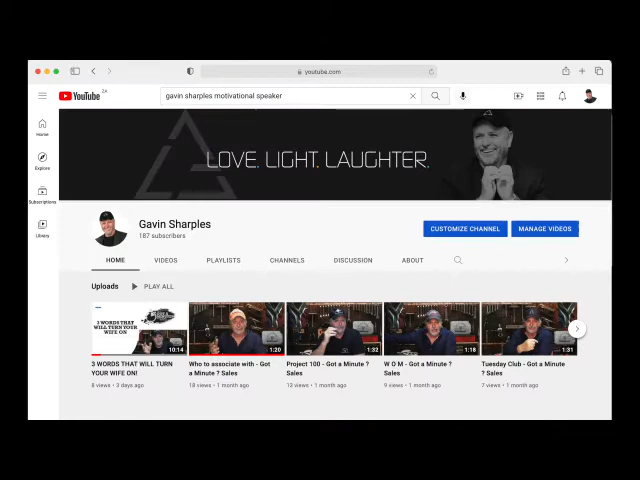 youtube.com
YouTube ZA
gavin sharples motivational speaker
Home
Explore
Subscriptions
Library
LOVE. LIGHT. LAUGHTER.
Gavin Sharples
187 subscribers
CUSTOMIZE CHANNEL
MANAGE VIDEOS
HOME
VIDEOS
PLAYLISTS
CHANNELS
DISCUSSION
ABOUT
Uploads
PLAY ALL
3 WORDS THAT
WILL TURN YOUR
WIFE ON
10:14
1:20
1:32
1:18
1:31
3 WORDS THAT WILL TURN
YOUR WIFE ON!
8 views • 3 days ago
Who to associate with - Got
a Minute ? Sales
18 views • 1 month ago
Project 100 - Got a Minute ?
Sales
13 views • 1 month ago
W O M - Got a Minute ?
Sales
9 views • 1 month ago
Tuesday Club - Got a Minute
? Sales
7 views • 1 month ago